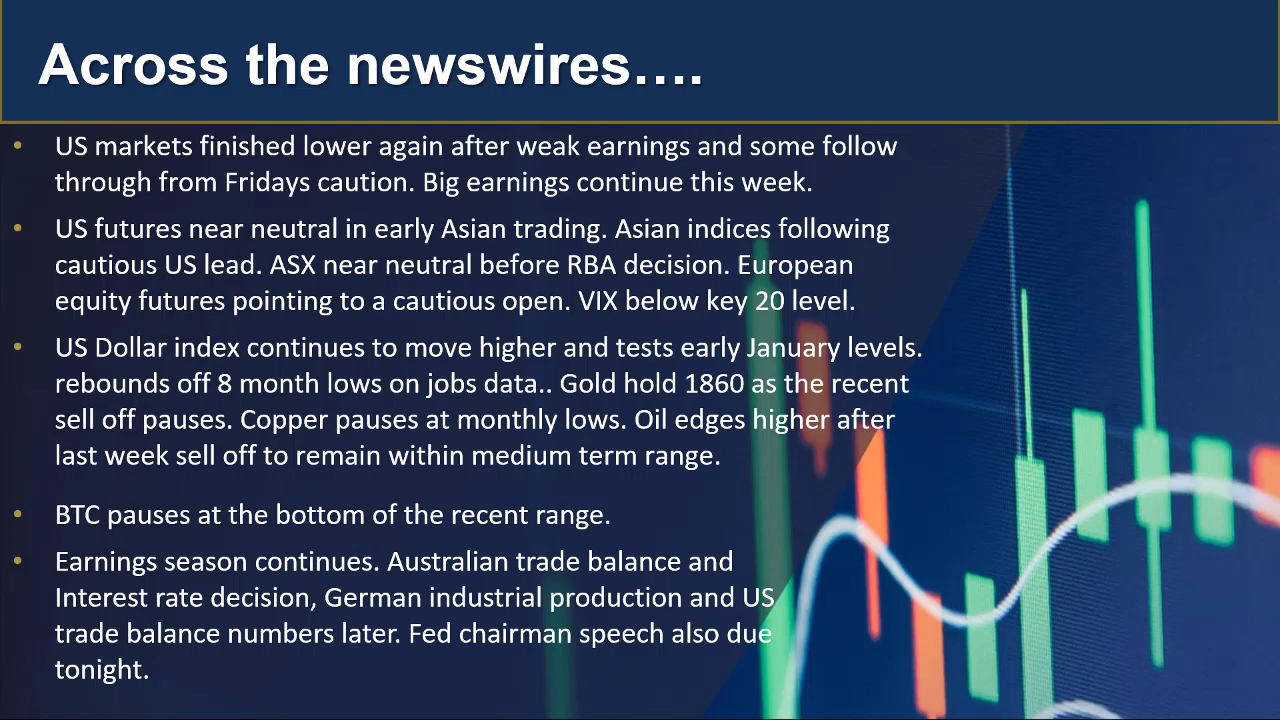 Across the newswires....
• US markets finished lower again after weak earnings and some follow
through from Fridays caution. Big earnings continue this week.
• US futures near neutral in early Asian trading. Asian indices following
cautious US lead. ASX near neutral before RBA decision. European
equity futures pointing to a cautious open. VIX below key 20 level.
• US Dollar index continues to move higher and tests early January levels.
rebounds off 8 month lows on jobs data.. Gold hold 1860 as the recent
sell off pauses. Copper pauses at monthly lows. Oil edges higher after
last week sell off to remain within medium term range.
• BTC pauses at the bottom of the recent range.
• Earnings season continues. Australian trade balance and
Interest rate decision, German industrial production and US
trade balance numbers later. Fed chairman speech also due
tonight.